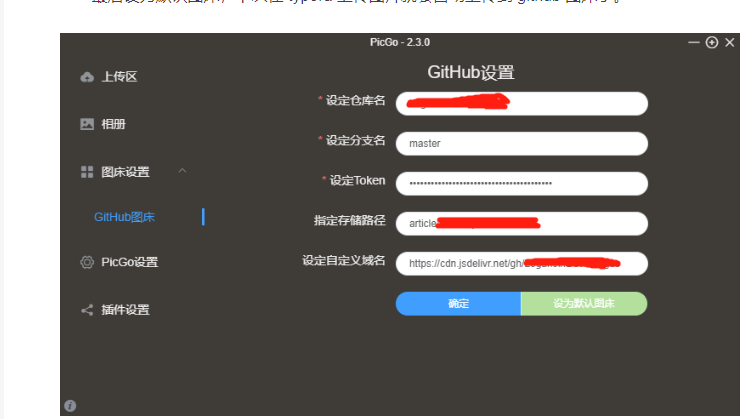 PicGo - 2.3.0
上传区
相册
图床设置
GitHub图床
PicGo设置
插件设置
GitHub设置
* 设定仓库名
* 设定分支名
master
* 设定Token
指定存储路径
article
设定自定义域名
https://cdn.jsdelivr.net/gh/
确定
设为默认图床